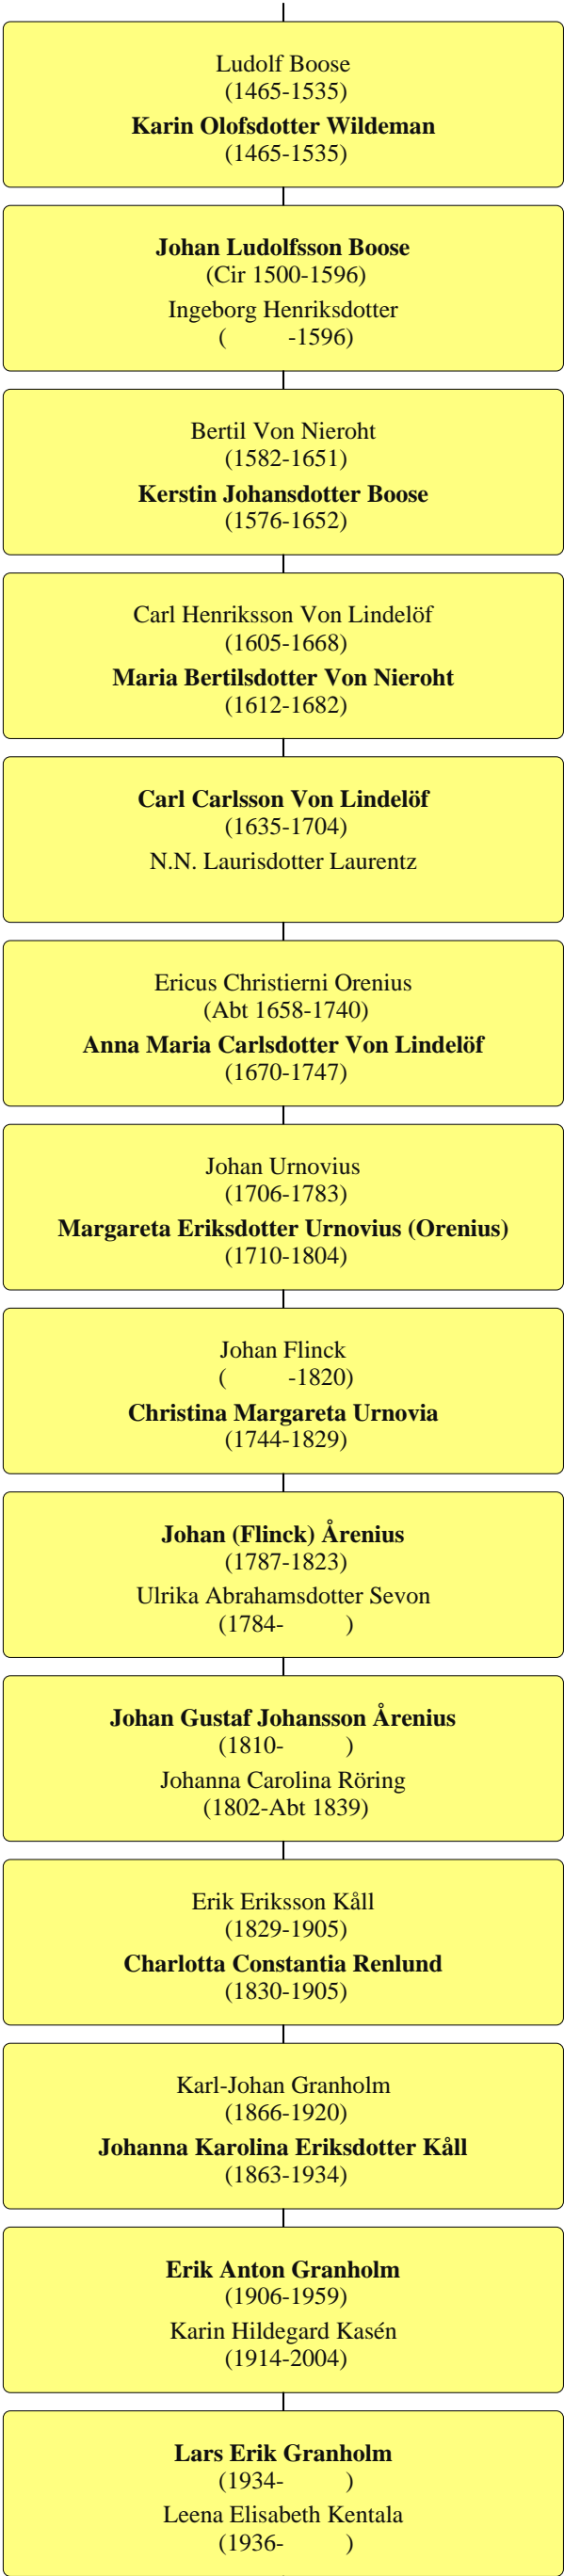 Ludolf Boose
(1465-1535)
Karin Olofsdotter Wildeman
(1465-1535)
Johan Ludolfsson Boose
(Cir 1500-1596)
Ingeborg Henriksdotter
( -1596)
Bertil Von Nieroht
(1582-1651)
Kerstin Johansdotter Boose
(1576-1652)
Carl Henriksson Von Lindelöf
(1605-1668)
Maria Bertilsdotter Von Nieroht
(1612-1682)
Carl Carlsson Von Lindelöf
(1635-1704)
N.N. Laurisdotter Laurentz
Ericus Christierni Orenius
(Abt 1658-1740)
Anna Maria Carlsdotter Von Lindelöf
(1670-1747)
Johan Urnovius
(1706-1783)
Margareta Eriksdotter Urnovius (Orenius)
(1710-1804)
Johan Flinck
( -1820)
Christina Margareta Urnovia
(1744-1829)
Johan (Flinck) Årenius
(1787-1823)
Ulrika Abrahamsdotter Sevon
(1784- )
Johan Gustaf Johansson Årenius
(1810- )
Johanna Carolina Röring
(1802-Abt 1839)
Erik Eriksson Kåll
(1829-1905)
Charlotta Constantia Renlund
(1830-1905)
Karl-Johan Granholm
(1866-1920)
Johanna Karolina Eriksdotter Kåll
(1863-1934)
Erik Anton Granholm
(1906-1959)
Karin Hildegard Kasén
(1914-2004)
Lars Erik Granholm
(1934- )
Leena Elisabeth Kentala
(1936- )